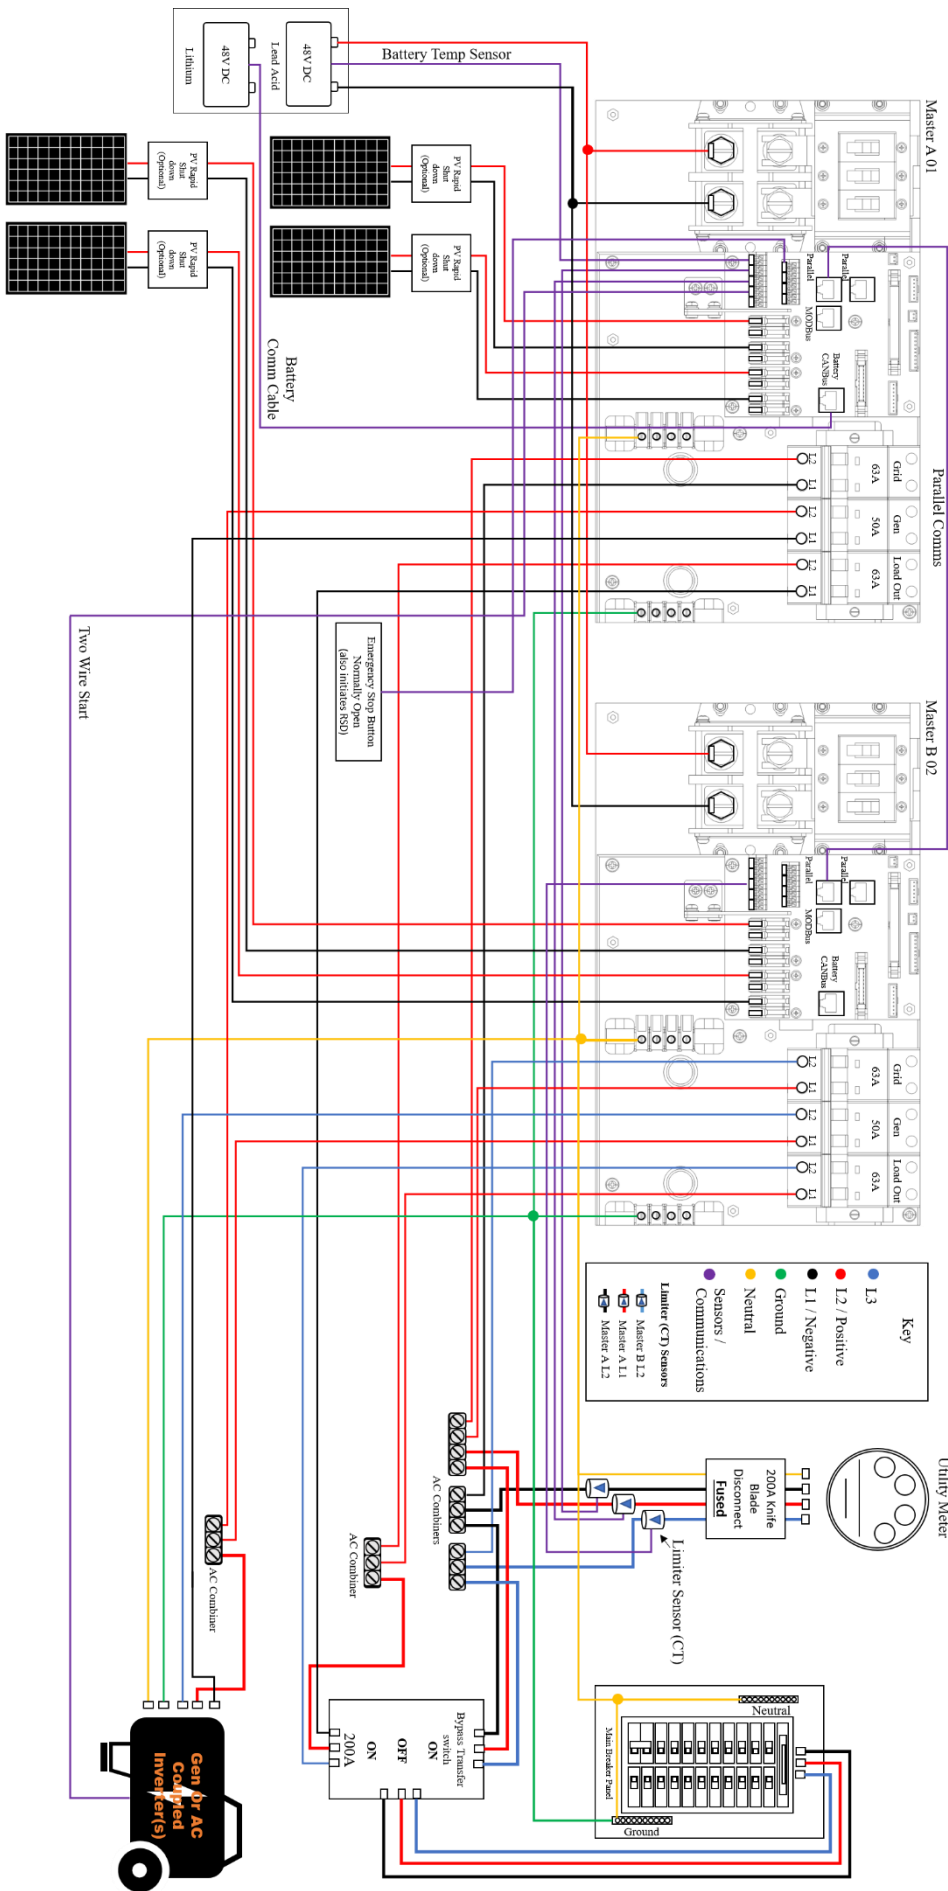 Master A 01
Battery Temp Sensor
48V DC
Lead Acid
48V DC
Lithium
PV Rapid
Shut
down
(Optional)
PV Rapid
Shut
down
(Optional)
PV Rapid
Shut
down
(Optional)
PV Rapid
Shut
down
(Optional)
Parallel
Parallel
MODBus
Battery
CANBus
Battery
Comm Cable
Parallel Comms
Grid
63A
L2
L1
Gen
50A
L2
L1
Load Out
63A
L2
L1
Two Wire Start
Emergency Stop Button
Normally Open
(also initiates RSD)
Master B 02
Parallel
Parallel
MODBus
Battery
CANBus
Grid
63A
L2
L1
Gen
50A
L2
L1
Load Out
63A
L2
L1
Key
L3
L2 / Positive
L1 / Negative
Ground
Neutral
Sensors /
Communications
Limiter (CT) Sensors
Master B L2
Master A L1
Master A L2
Utility Meter
200A Knife
Blade
Disconnect
Fused
Limiter Sensor (CT)
AC Combiners
AC Combiner
AC Combiner
Bypass Transfer
switch
ON
OFF
ON
200A
Neutral
Main Breaker Panel
Ground
Gen Or AC
Coupled
Inverter(s)